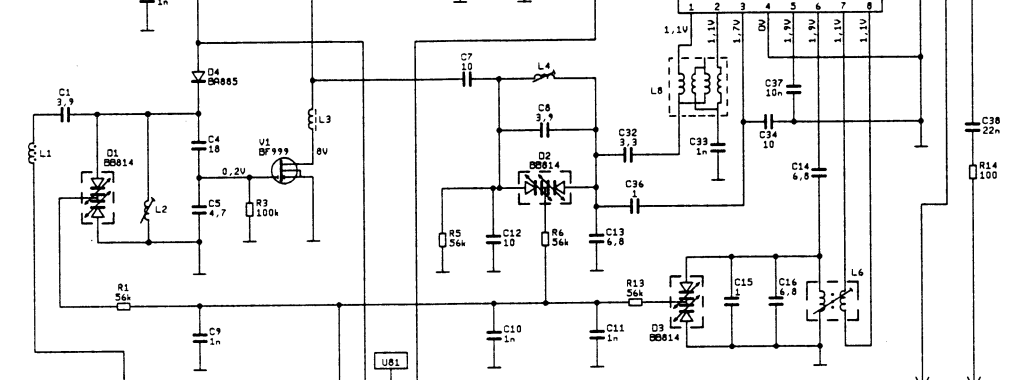 1n
1 2 3 4 5 6 7 8
1,1V
1,1V
1,7V
0V
1,9V
1,9V
1,1V
1,1V
D4
BA885
C7
10
L4
C1
3,9
C37
10n
L8
C8
3,9
L3
C38
22n
C34
10
V1
BF999
8V
C4
18
C32
3,3
C33
1n
L1
D1
BB814
D2
BB814
C14
6,8
R14
100
0,2V
C36
1
C5
4,7
R3
100k
L2
R5
56k
C12
10
R6
56k
C13
6,8
R1
56k
R13
56k
C15
1
C16
6,8
L6
C9
1n
C10
1n
C11
1n
D3
BB814
U81